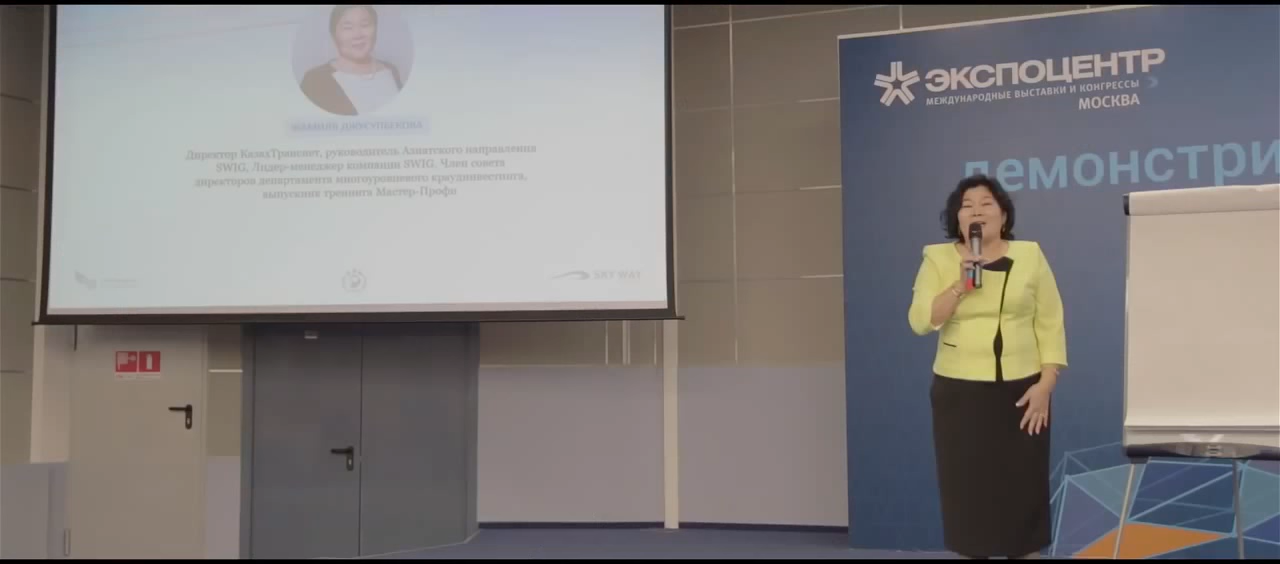 Директор КазахТранснет, руководитель Азиатского направления
SWIG, Лидер-менеджер компании SWIG. Член совета
директоров департамента многоуровневого краудинвестинга,
выпускник тренинга Мастер-Профи
SKY WAY
ЭКСПОЦЕНТР
МЕЖДУНАРОДНЫЕ ВЫСТАВКИ И КОНГРЕССЫ
МОСКВА
демонстри